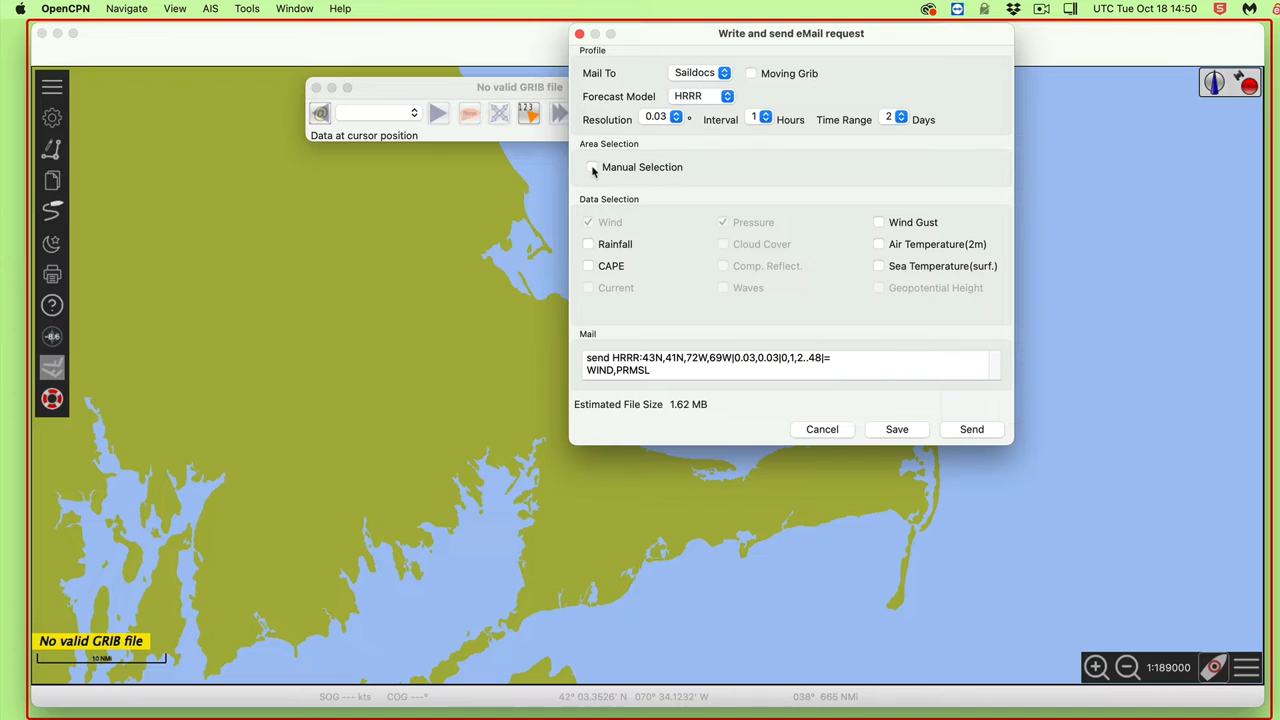 OpenCPN Navigate View AIS Tools Window Help UTC Tue Oct 18 14:50
Write and send eMail request
Profile
Mail To Saildocs Moving Grib
Forecast Model HRRR
Resolution 0.03 ° Interval 1 Hours Time Range 2 Days
Area Selection
Manual Selection
Data Selection
Wind Pressure Wind Gust
Rainfall Cloud Cover Air Temperature(2m)
CAPE Comp. Reflect. Sea Temperature(surf.)
Current Waves Geopotential Height
Mail
send HRRR:43N,41N,72W,69W|0.03,0.03|0,1,2..48|=
WIND,PRMSL
Estimated File Size 1.62 MB
Cancel Save Send
No valid GRIB file
123
Data at cursor position
-8.6
No valid GRIB file
10 NMi
1:189000
SOG --- kts COG ---° 42° 03.3526' N 070° 34.1232' W 038° 665 NMi